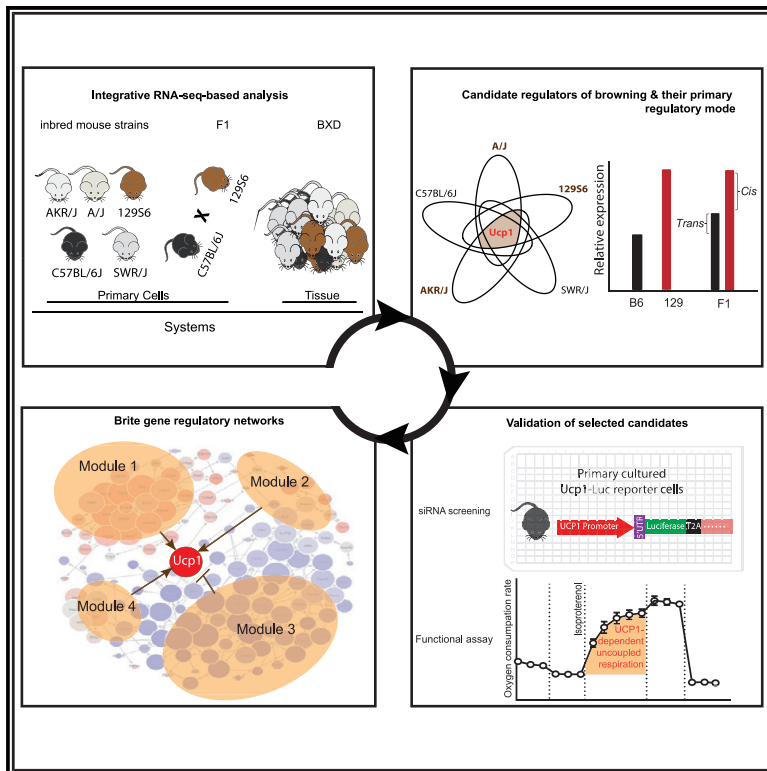 Integrative RNA-seq-based analysis
inbred mouse strains F1 BXD
AKR/J A/J 129S6
129S6
X
C57BL/6J SWR/J
C57BL/6J
Primary Cells Tissue
Systems
Candidate regulators of browning & their primary
regulatory mode
A/J
C57BL/6J 129S6
Ucp1
AKR/J SWR/J
Relative expression
Cis
Trans
B6 129 F1
Brite gene regulatory networks
Module 1
Module 2
Ucp1
Module 4
Module 3
Validation of selected candidates
siRNA screening
Primary cultured
Ucp1-Luc reporter cells
UCP1 Promoter 5'UTR Luciferase T2A
Functional assay
Oxygen consumption rate
Isoproterenol
UCP1-
dependent
uncoupled
respiration